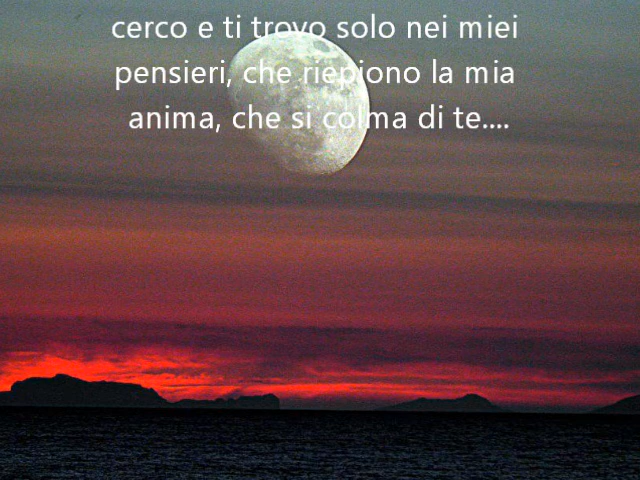 cerco e ti trovo solo nei miei
pensieri, che riepiono la mia
anima, che si colma di te....